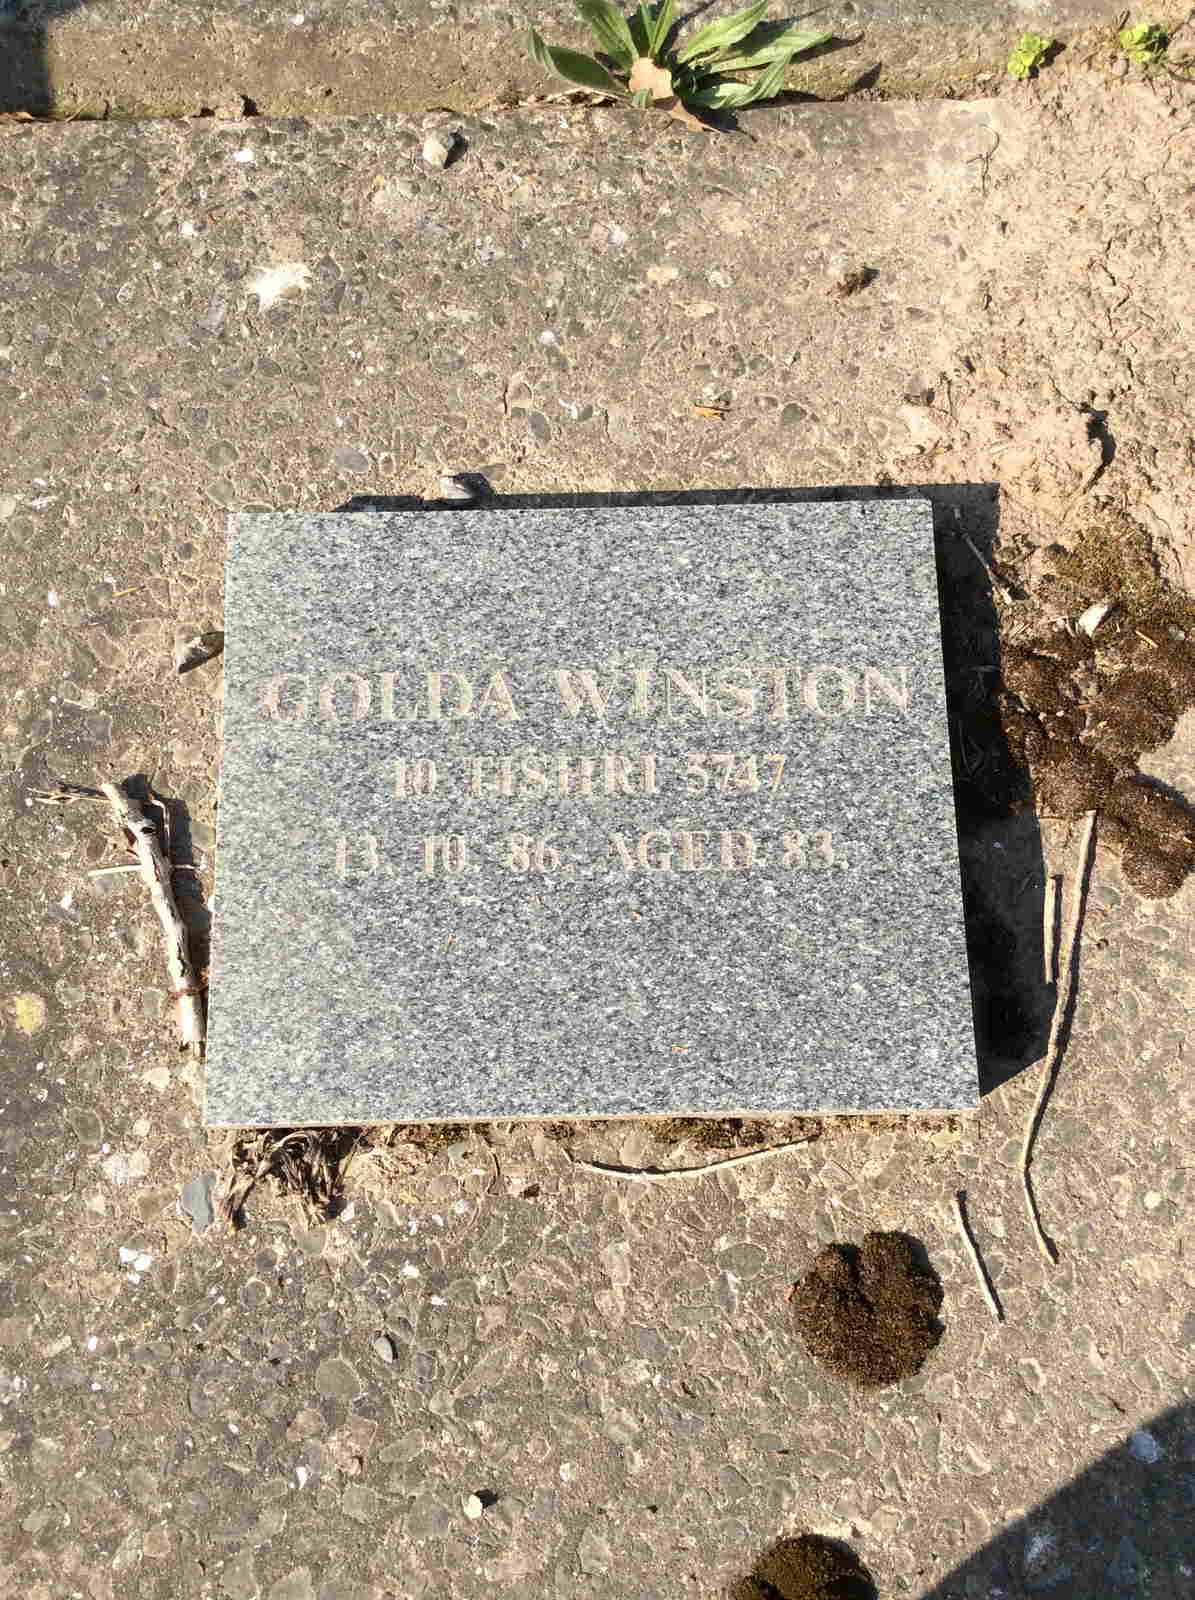 GOLDA WINSTON
10 TISHRI 5747
13. 10 86. AGED 83.